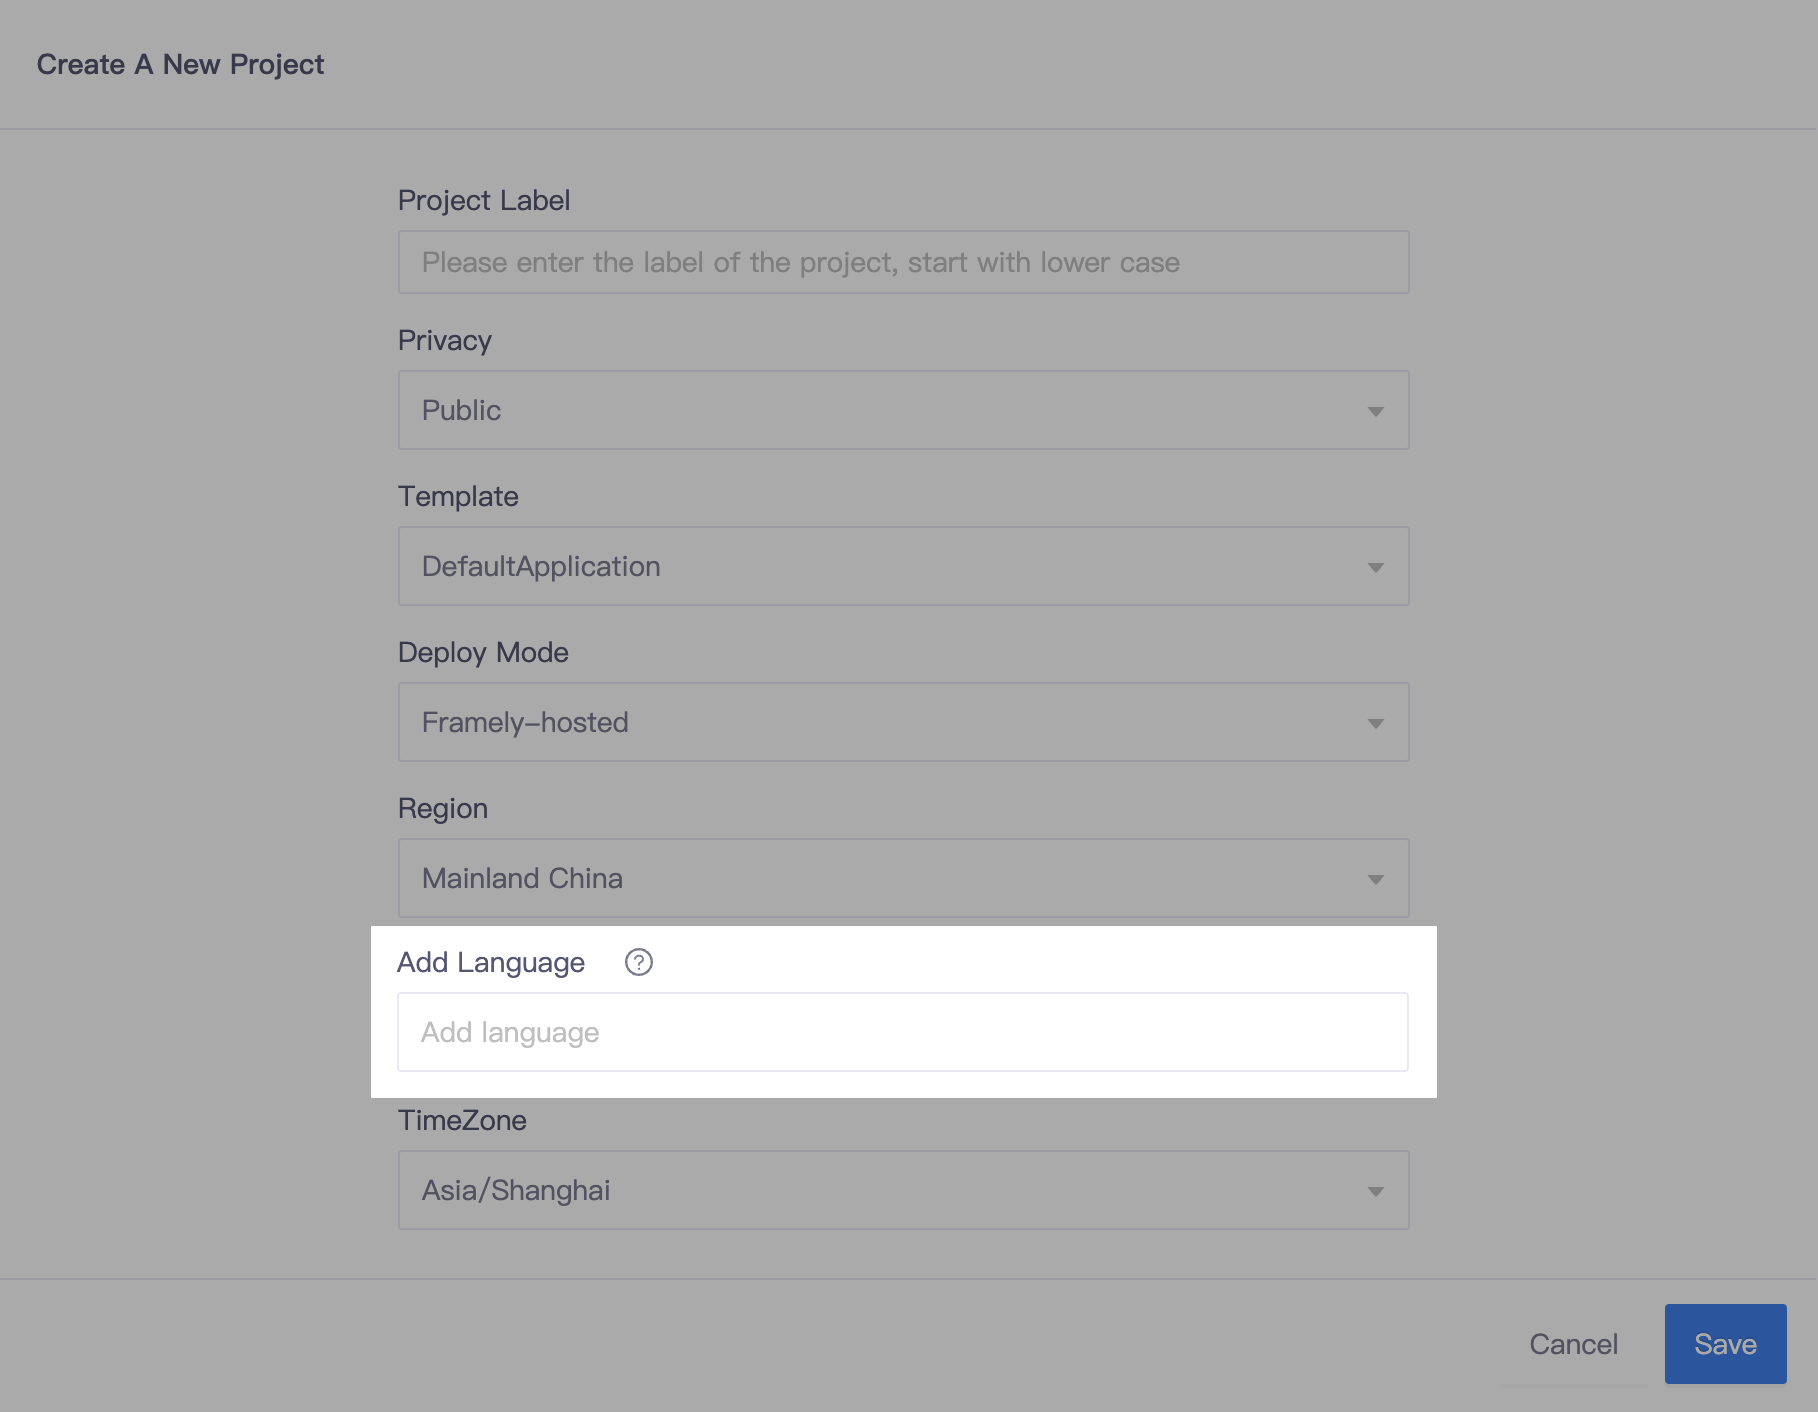 Create A New Project
Project Label
Please enter the label of the project, start with lower case
Privacy
Public
Template
DefaultApplication
Deploy Mode
Framely-hosted
Region
Mainland China
Add Language ?
Add language
TimeZone
Asia/Shanghai
Cancel Save